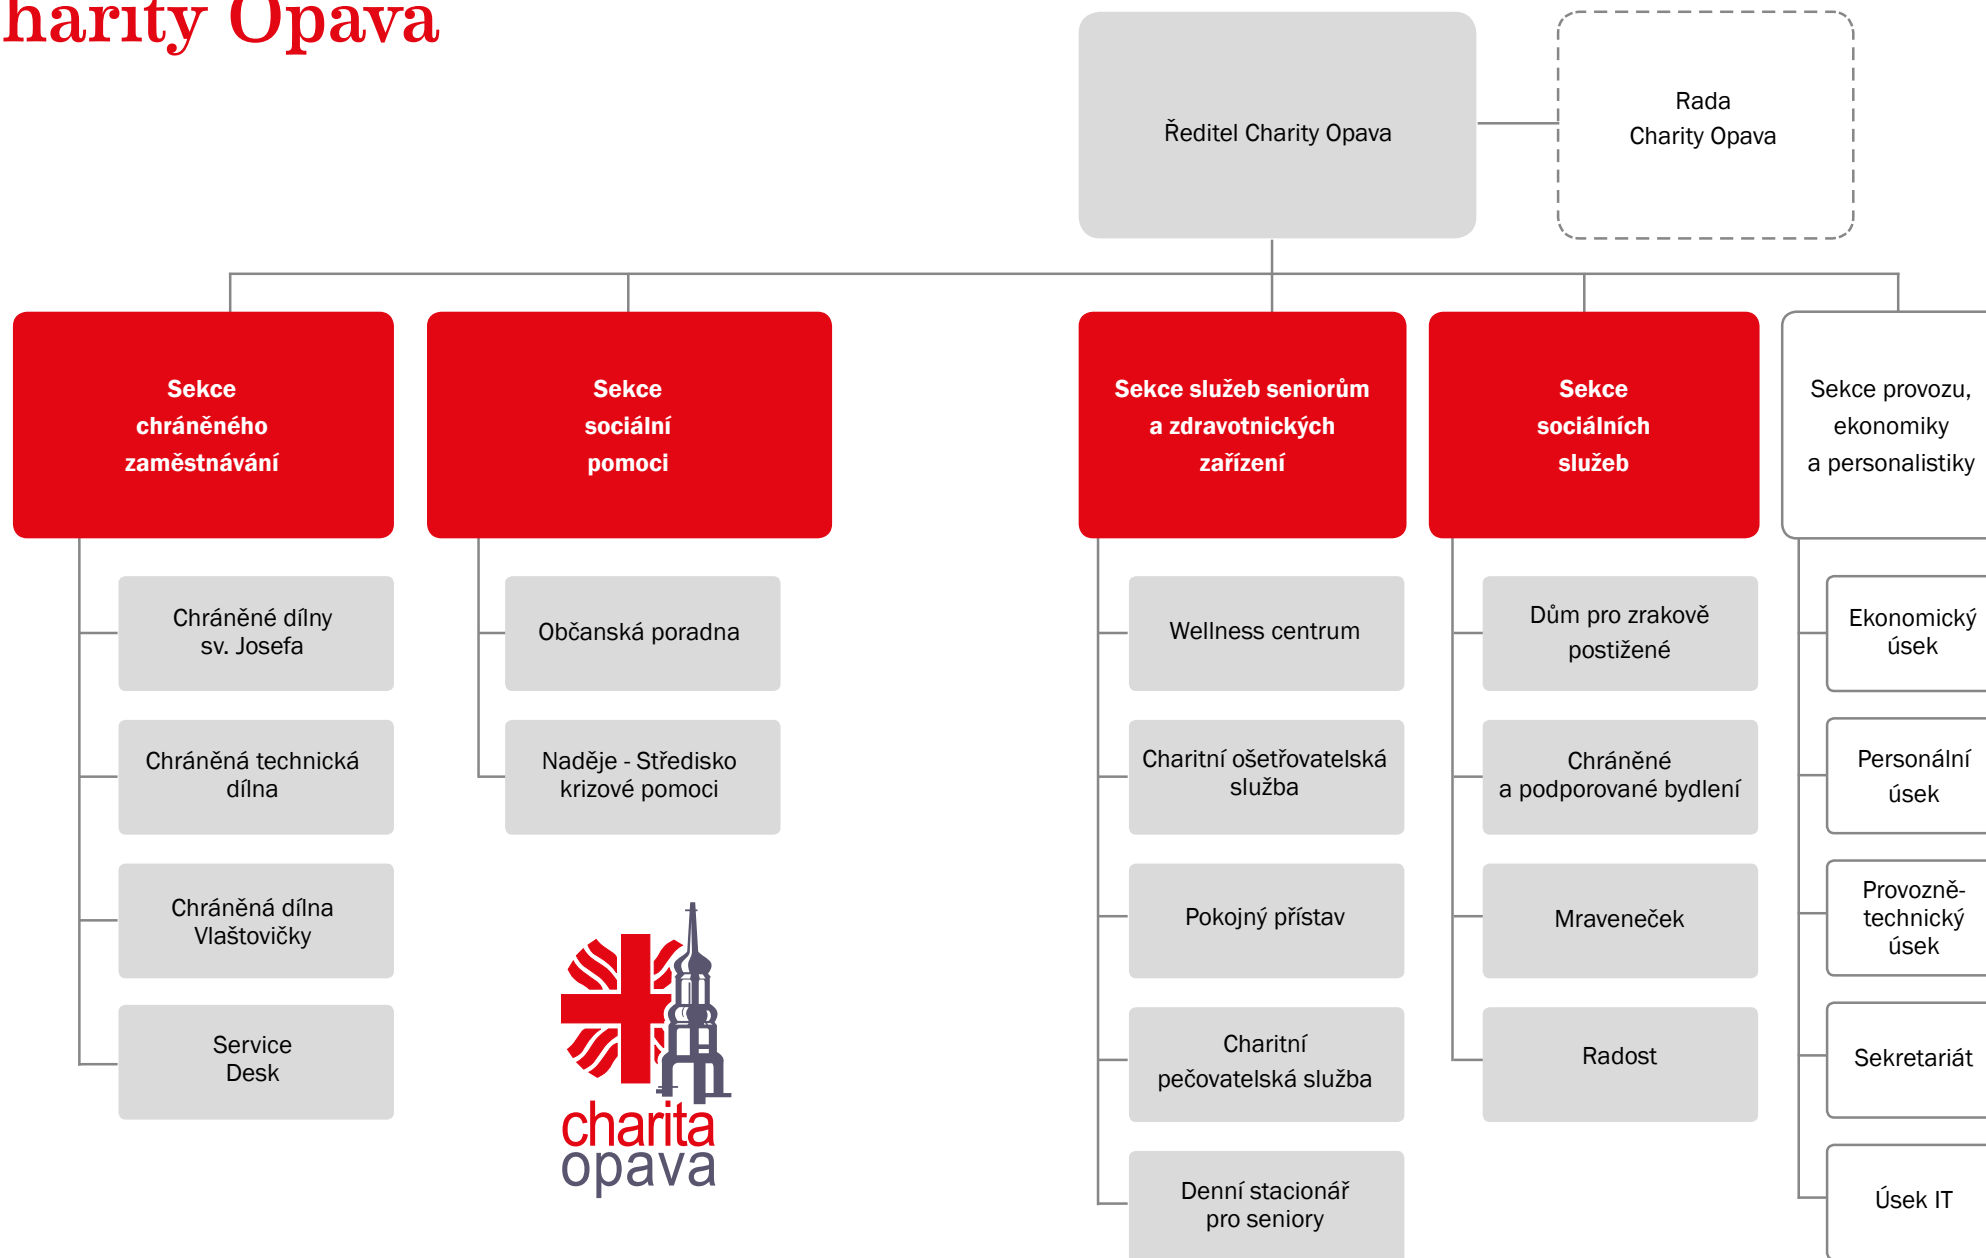 harity Opava
Ředitel Charity Opava
Rada
Charity Opava
Sekce
chráněného
zaměstnávání
Sekce
sociální
pomoci
Sekce služeb seniorům
a zdravotnických
zařízení
Sekce
sociálních
služeb
Sekce provozu,
ekonomiky
a personalistiky
Chráněné dílny
sv. Josefa
Chráněná technická
dílna
Chráněná dílna
Vlaštovičky
Service
Desk
Občanská poradna
Naděje - Středisko
krizové pomoci
Wellness centrum
Charitní ošetřovatelská
služba
Pokojný přístav
Charitní
pečovatelská služba
Denní stacionář
pro seniory
Dům pro zrakově
postižené
Chráněné
a podporované bydlení
Mraveneček
Radost
Ekonomický
úsek
Personální
úsek
Provozně-
technický
úsek
Sekretariát
Úsek IT
charita
opava